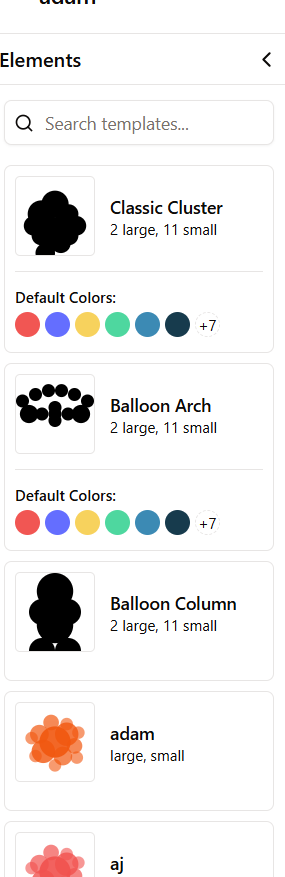 adam
Elements
Search templates...
Classic Cluster
2 large, 11 small
Default Colors:
+7
Balloon Arch
2 large, 11 small
Default Colors:
+7
Balloon Column
2 large, 11 small
adam
large, small
aj